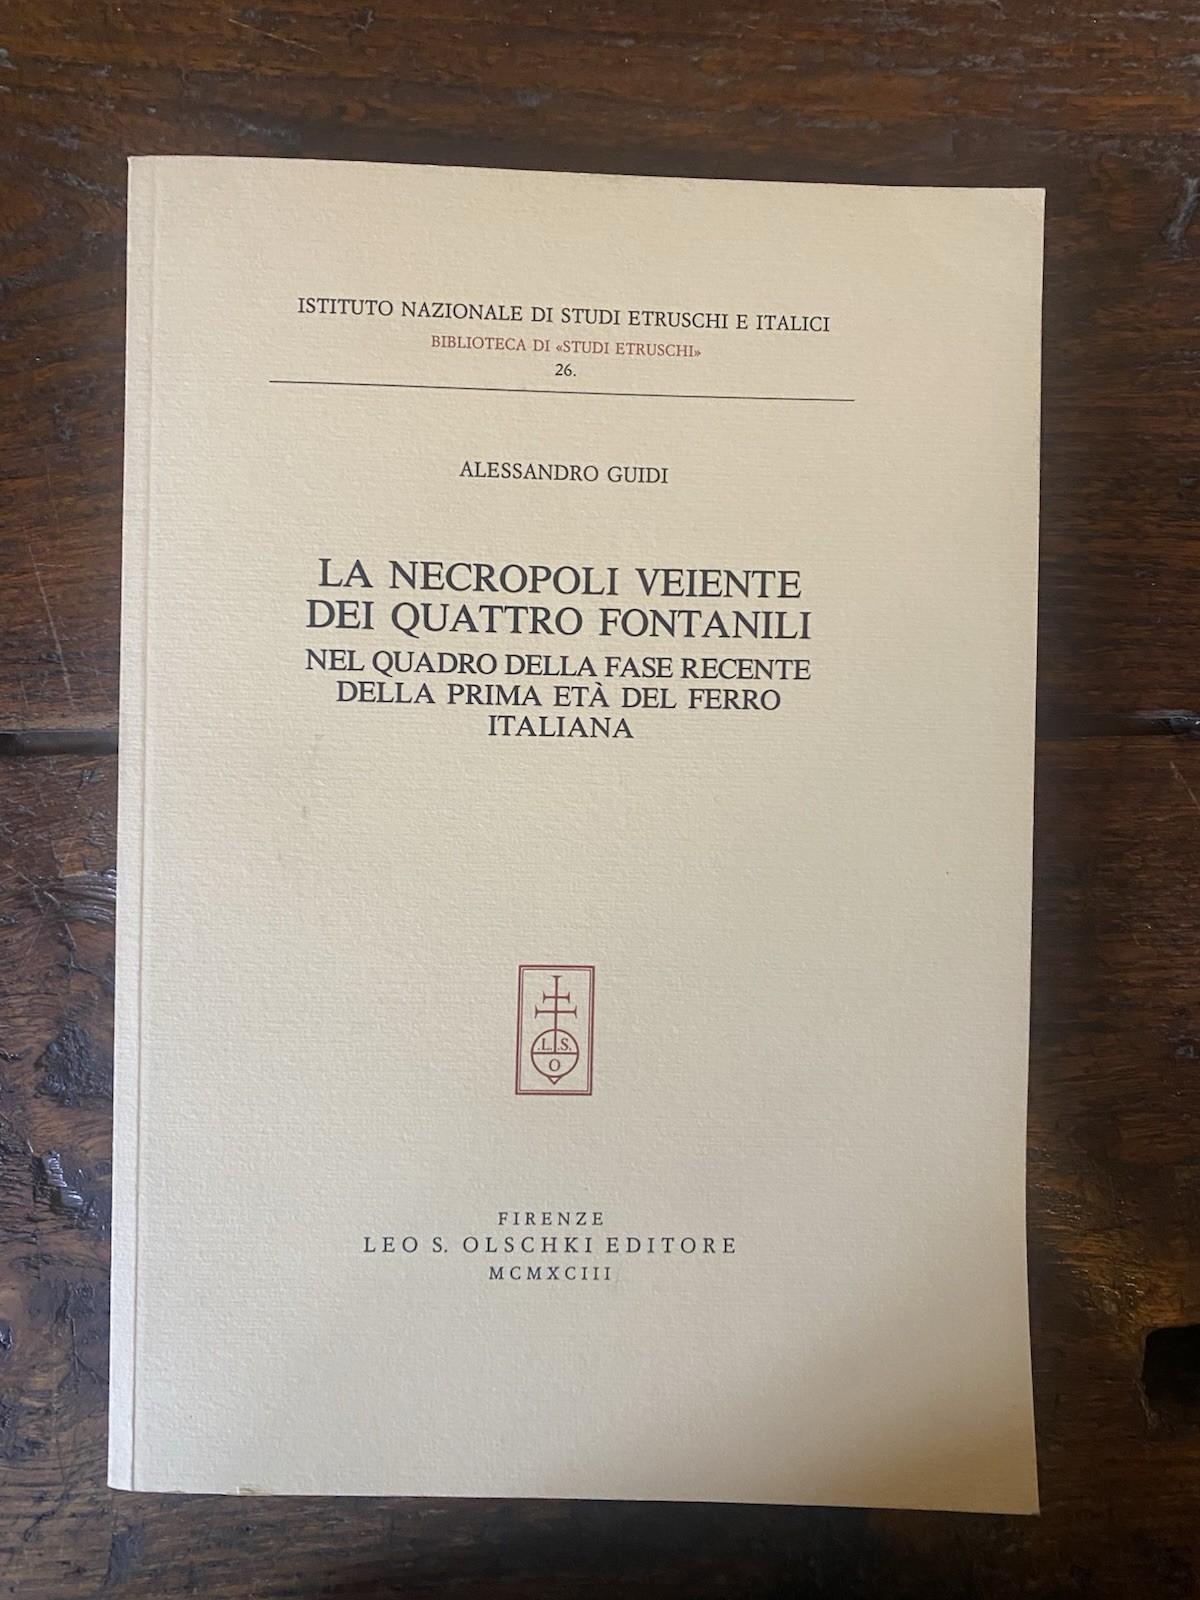 ISTITUTO NAZIONALE DI STUDI ETRUSCHI E ITALICI
BIBLIOTECA DI «STUDI ETRUSCHI»
26.
ALESSANDRO GUIDI
LA NECROPOLI VEIENTE
DEI QUATTRO FONTANILI
NEL QUADRO DELLA FASE RECENTE
DELLA PRIMA ETÀ DEL FERRO
ITALIANA
.L. .S.
O
FIRENZE
LEO S. OLSCHKI EDITORE
MCMXCIII